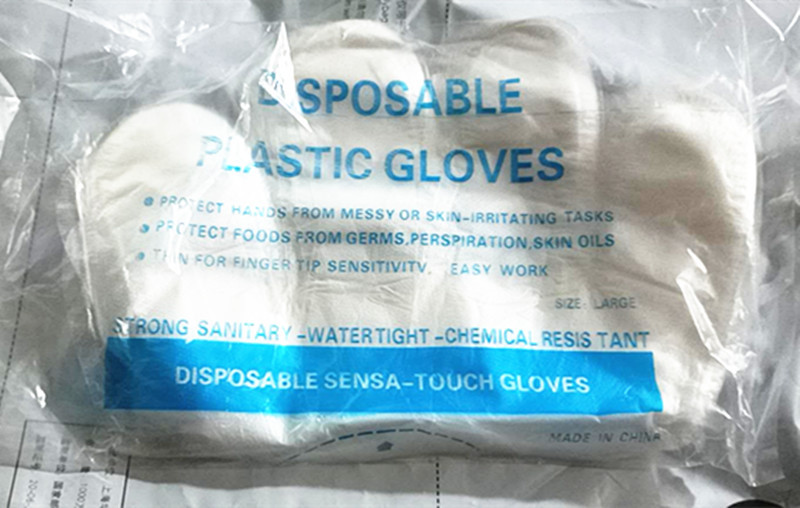 DISPOSABLE
PLASTIC GLOVES
PROTECT HANDS FROM MESSY OR SKIN-IRRITATING TASKS
PROTECT FOODS FROM GERMS,PERSPIRATION,SKIN OILS
THIN FOR FINGER TIP SENSITIVITV. EASY WORK
SIZE: LARGE
STRONG SANITARY -WATERTIGHT -CHEMICAL RESIS TANT
DISPOSABLE SENSA-TOUCH GLOVES
MADE IN CHINA